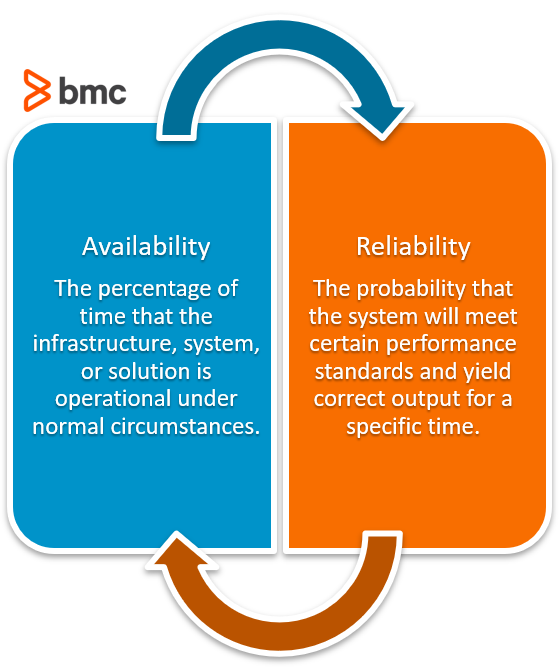 bmc
Availability
The percentage of
time that the
infrastructure, system,
or solution is
operational under
normal circumstances.
Reliability
The probability that
the system will meet
certain performance
standards and yield
correct output for a
specific time.